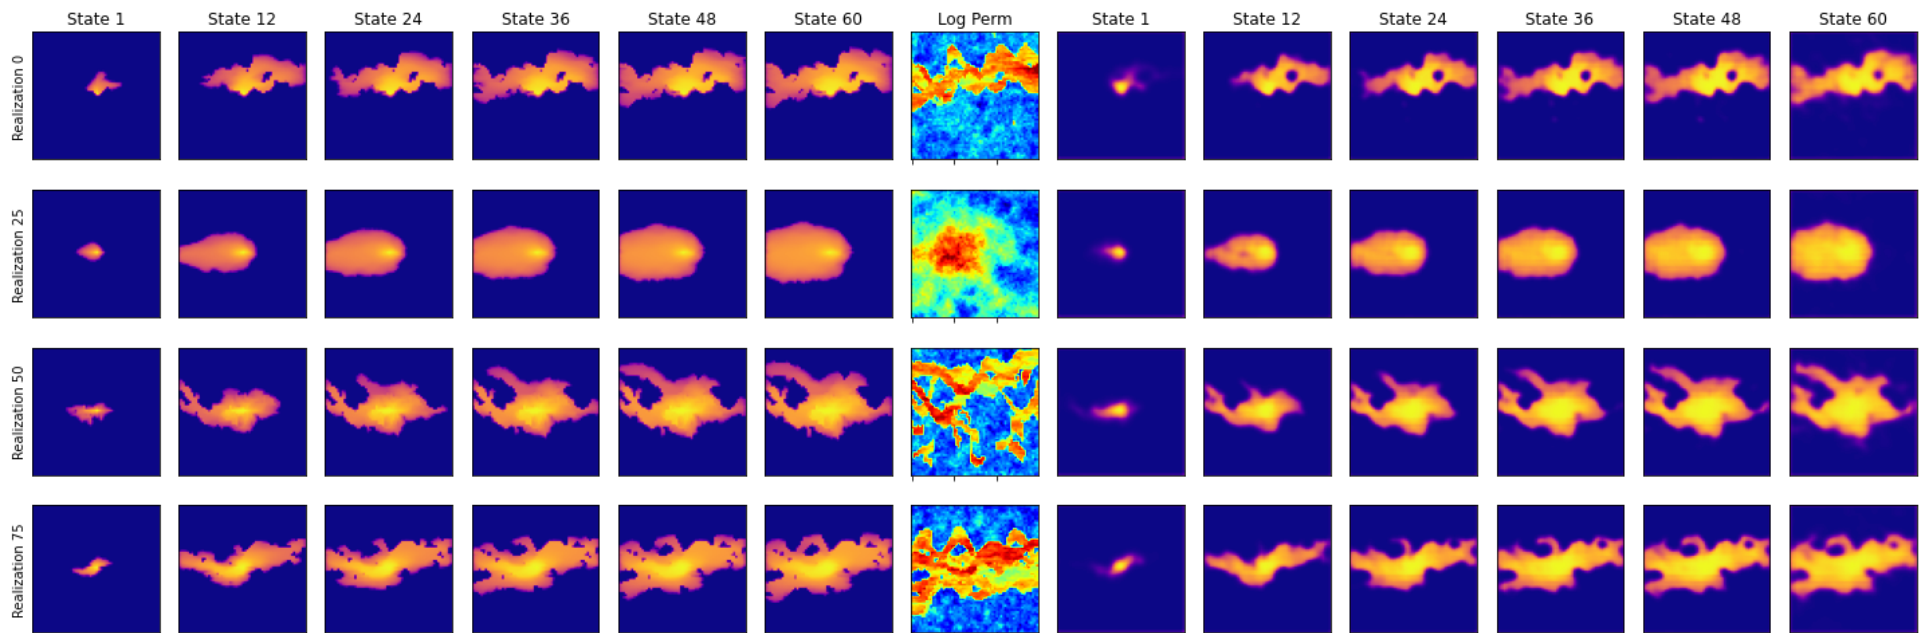 State 1 State 12 State 24 State 36 State 48 State 60 Log Perm State 1 State 12 State 24 State 36 State 48 State 60
Realization 0
Realization 25
Realization 50
Realization 75